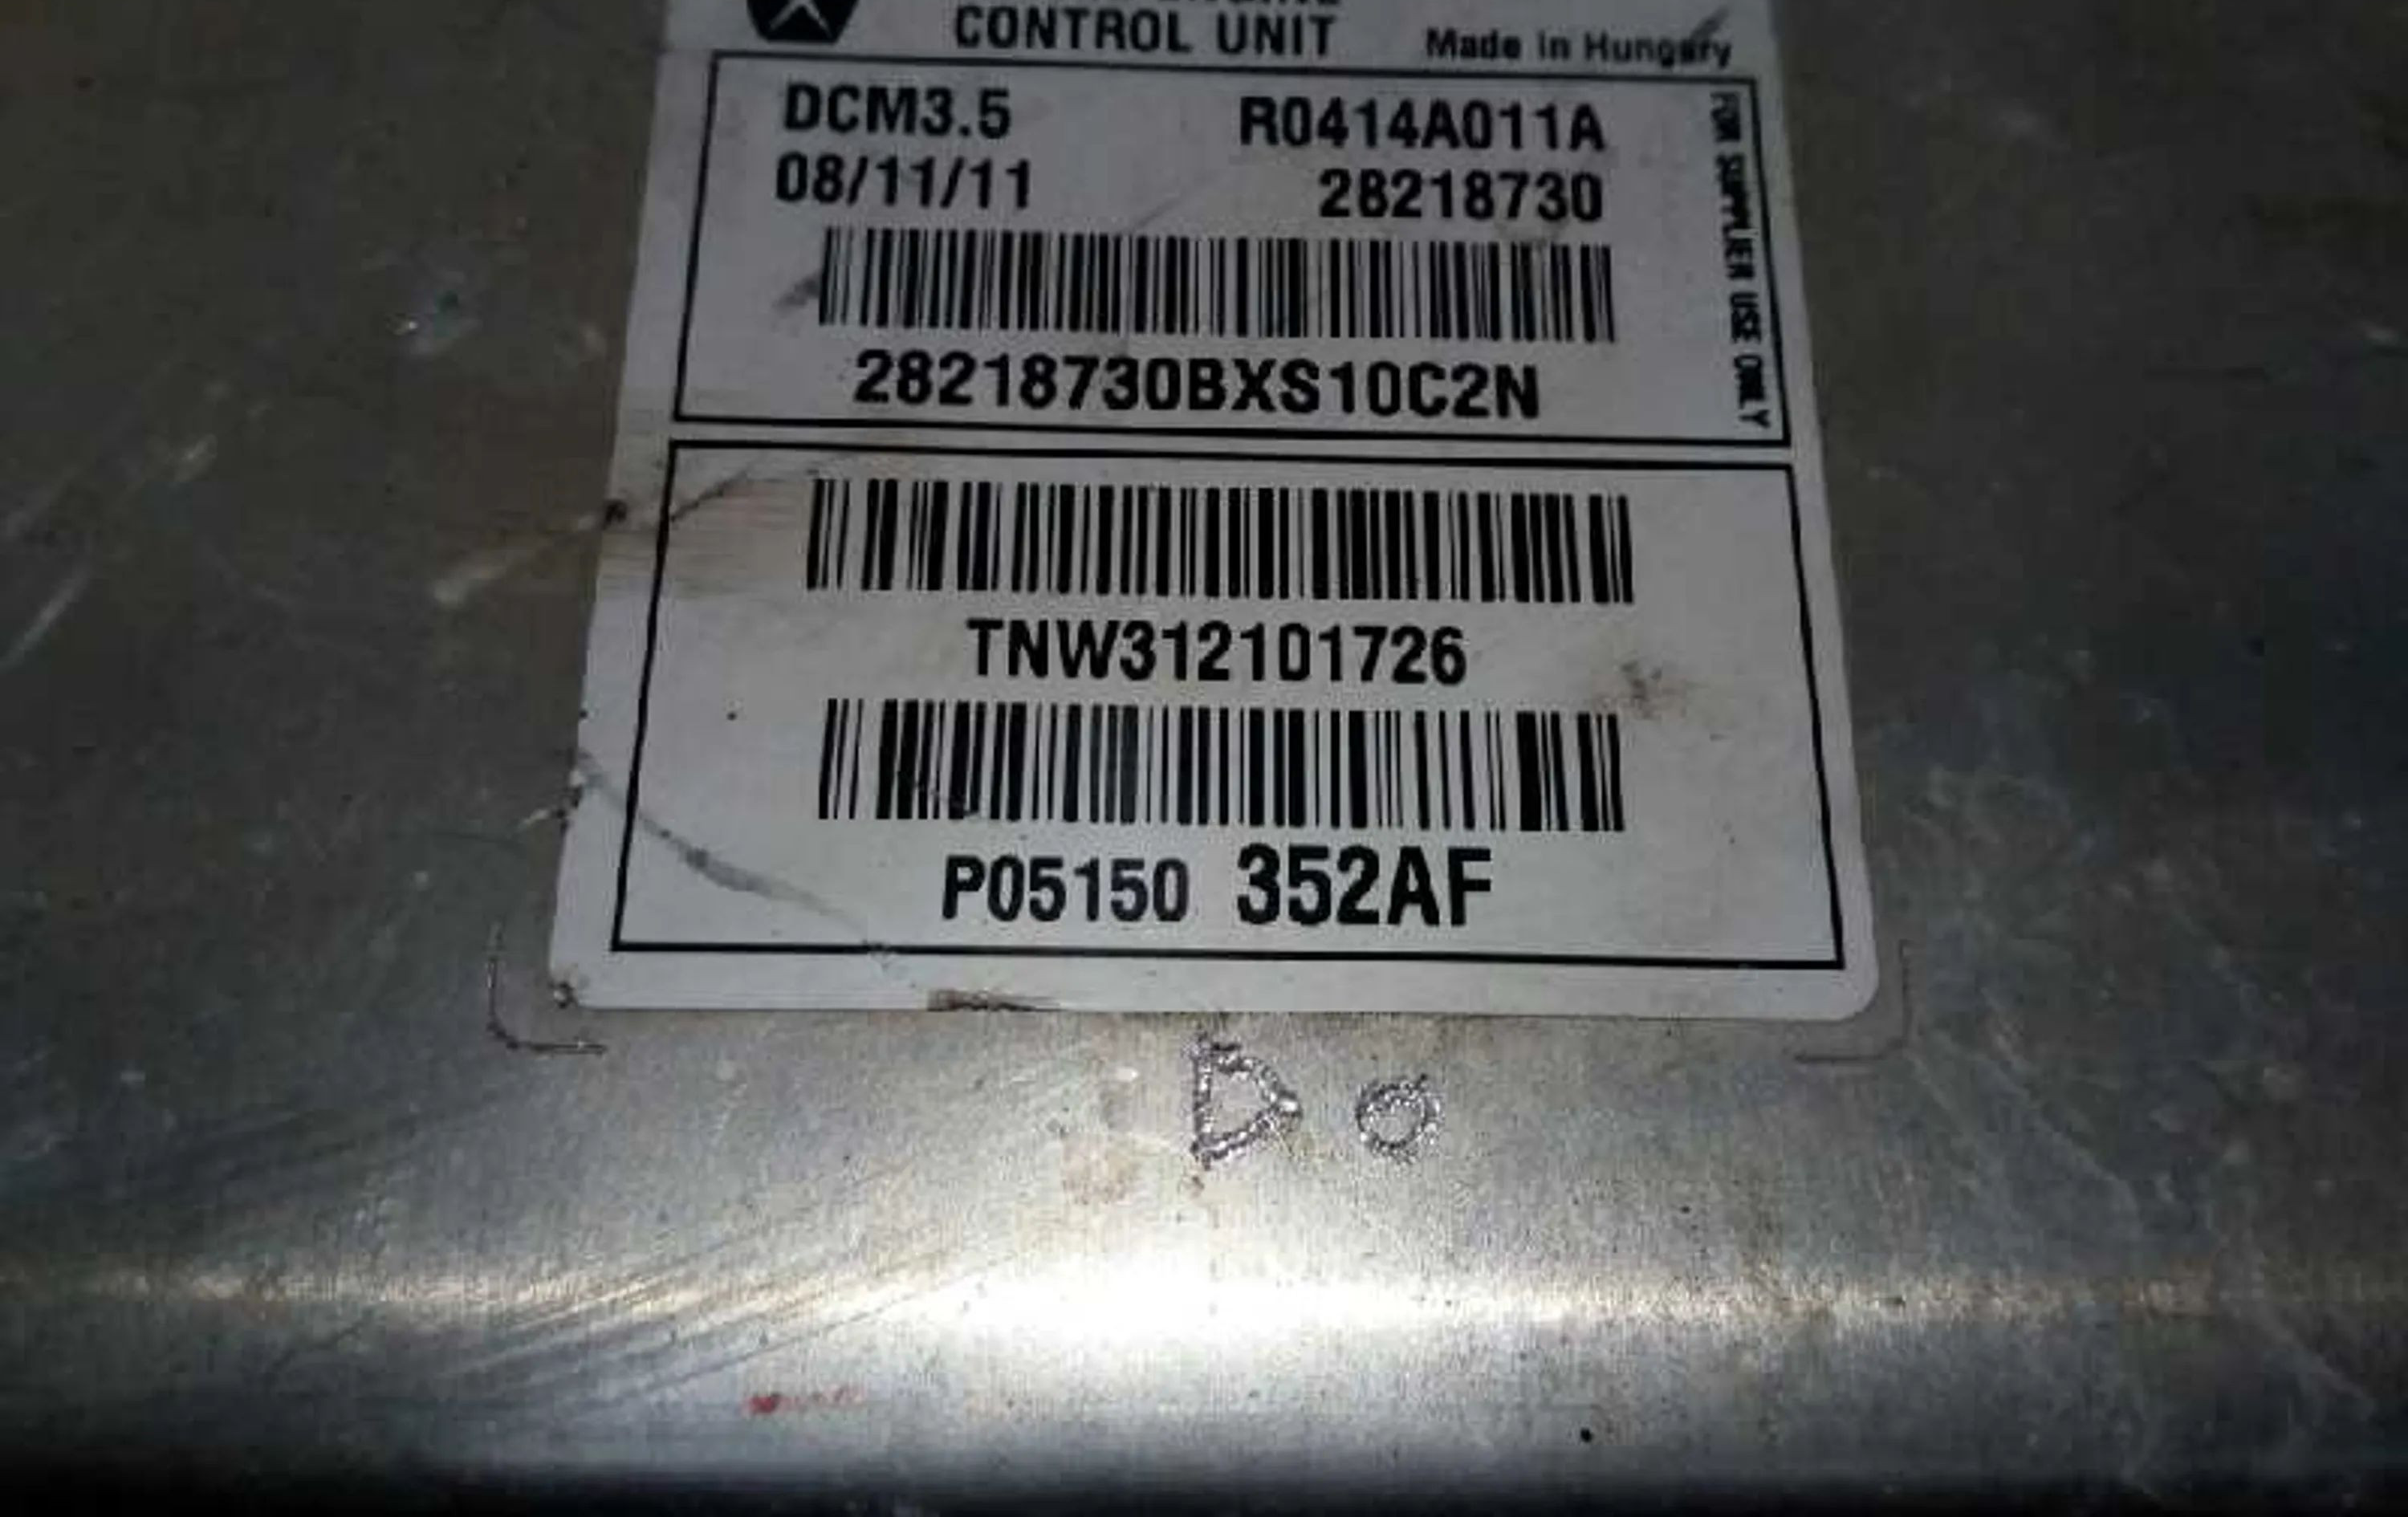 CONTROL UNIT
Made in Hungary
DCM3.5
R0414A011A
08/11/11
28218730
FOR SUPPLIER USE ONLY
28218730BXS10C2N
TNW312101726
P05150 352AF
Do